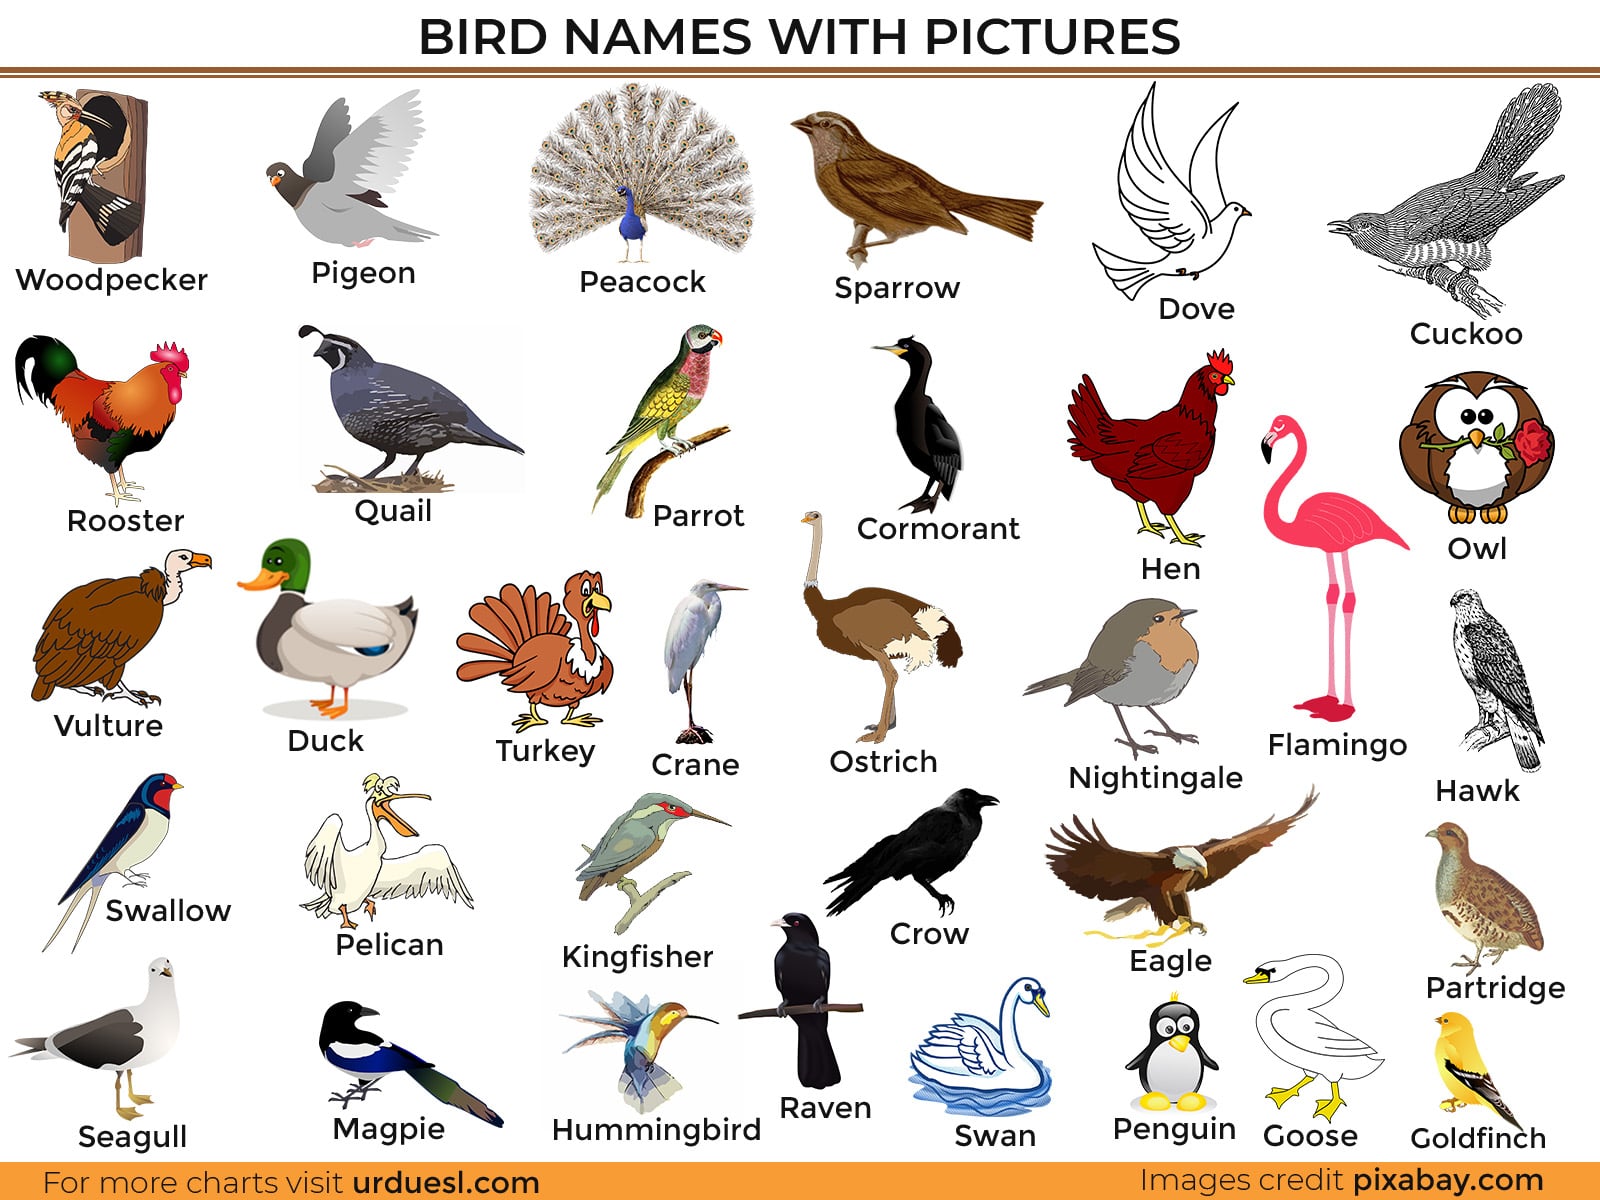 BIRD NAMES WITH PICTURES
Woodpecker
Pigeon
Peacock
Sparrow
Dove
Cuckoo
Rooster
Quail
Parrot
Cormorant
Hen
Owl
Vulture
Duck
Turkey
Crane
Ostrich
Nightingale
Flamingo
Hawk
Swallow
Pelican
Kingfisher
Crow
Eagle
Partridge
Seagull
Magpie
Hummingbird
Raven
Swan
Penguin
Goose
Goldfinch
For more charts visit urduesl.com
Images credit pixabay.com